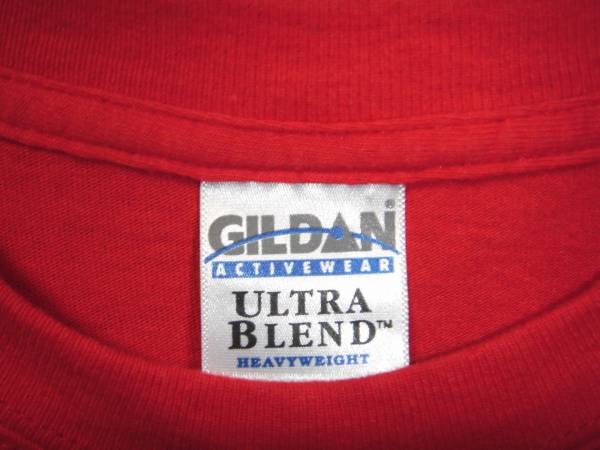 GILDAN®
ACTIVEWEAR
ULTRA
BLEND™
HEAVYWEIGHT